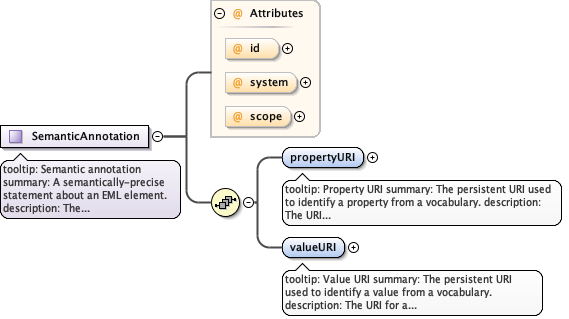 @ Attributes
@ id
@ system
@ scope
SemanticAnnotation
tooltip: Semantic annotation
summary: A semantically-precise
statement about an EML element.
description: The...
propertyURI
tooltip: Property URI summary: The persistent URI used
to identify a property from a vocabulary. description:
The URI...
valueURI
tooltip: Value URI summary: The persistent URI
used to identify a value from a vocabulary.
description: The URI for a...